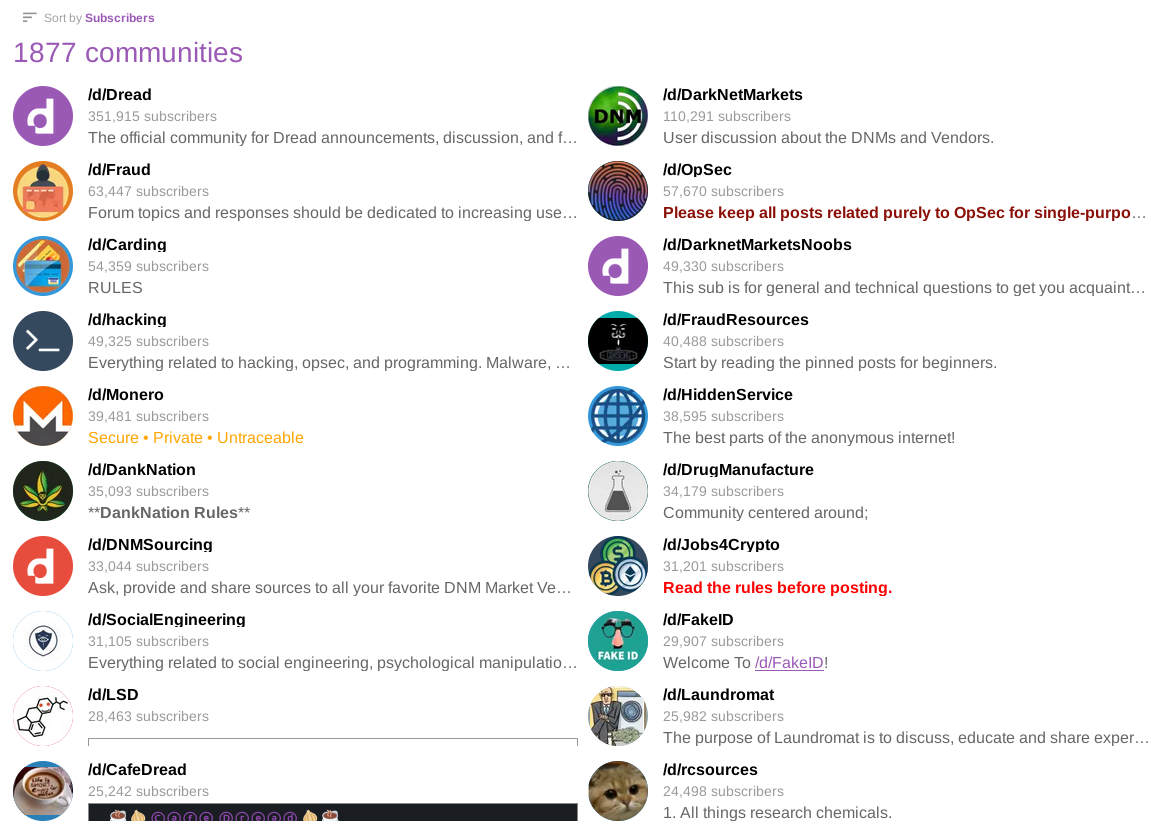 Sort by Subscribers
1877 communities
/d/Dread
351,915 subscribers
The official community for Dread announcements, discussion, and f…
/d/DarkNetMarkets
110,291 subscribers
User discussion about the DNMs and Vendors.
DNM
/d/Fraud
63,447 subscribers
Forum topics and responses should be dedicated to increasing use…
/d/OpSec
57,670 subscribers
Please keep all posts related purely to OpSec for single-purpo…
/d/Carding
54,359 subscribers
RULES
/d/DarknetMarketsNoobs
49,330 subscribers
This sub is for general and technical questions to get you acquaint…
/d/hacking
49,325 subscribers
Everything related to hacking, opsec, and programming. Malware, …
/d/FraudResources
40,488 subscribers
Start by reading the pinned posts for beginners.
/d/Monero
39,481 subscribers
Secure • Private • Untraceable
/d/HiddenService
38,595 subscribers
The best parts of the anonymous internet!
/d/DankNation
35,093 subscribers
**DankNation Rules**
/d/DrugManufacture
34,179 subscribers
Community centered around;
/d/DNMSourcing
33,044 subscribers
Ask, provide and share sources to all your favorite DNM Market Ve…
/d/Jobs4Crypto
31,201 subscribers
Read the rules before posting.
/d/SocialEngineering
31,105 subscribers
Everything related to social engineering, psychological manipulatio…
/d/FakeID
29,907 subscribers
Welcome To /d/FakeID!
FAKE ID
/d/LSD
28,463 subscribers
/d/Laundromat
25,982 subscribers
The purpose of Laundromat is to discuss, educate and share exper…
/d/CafeDread
25,242 subscribers
Cafe Dread
/d/rcsources
24,498 subscribers
1. All things research chemicals.